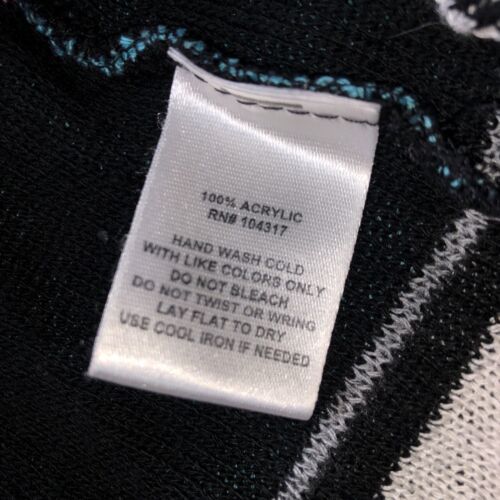 100% ACRYLIC
RN# 104317
HAND WASH COLD
WITH LIKE COLORS ONLY
DO NOT BLEACH
DO NOT TWIST OR WRING
LAY FLAT TO DRY
USE COOL IRON IF NEEDED